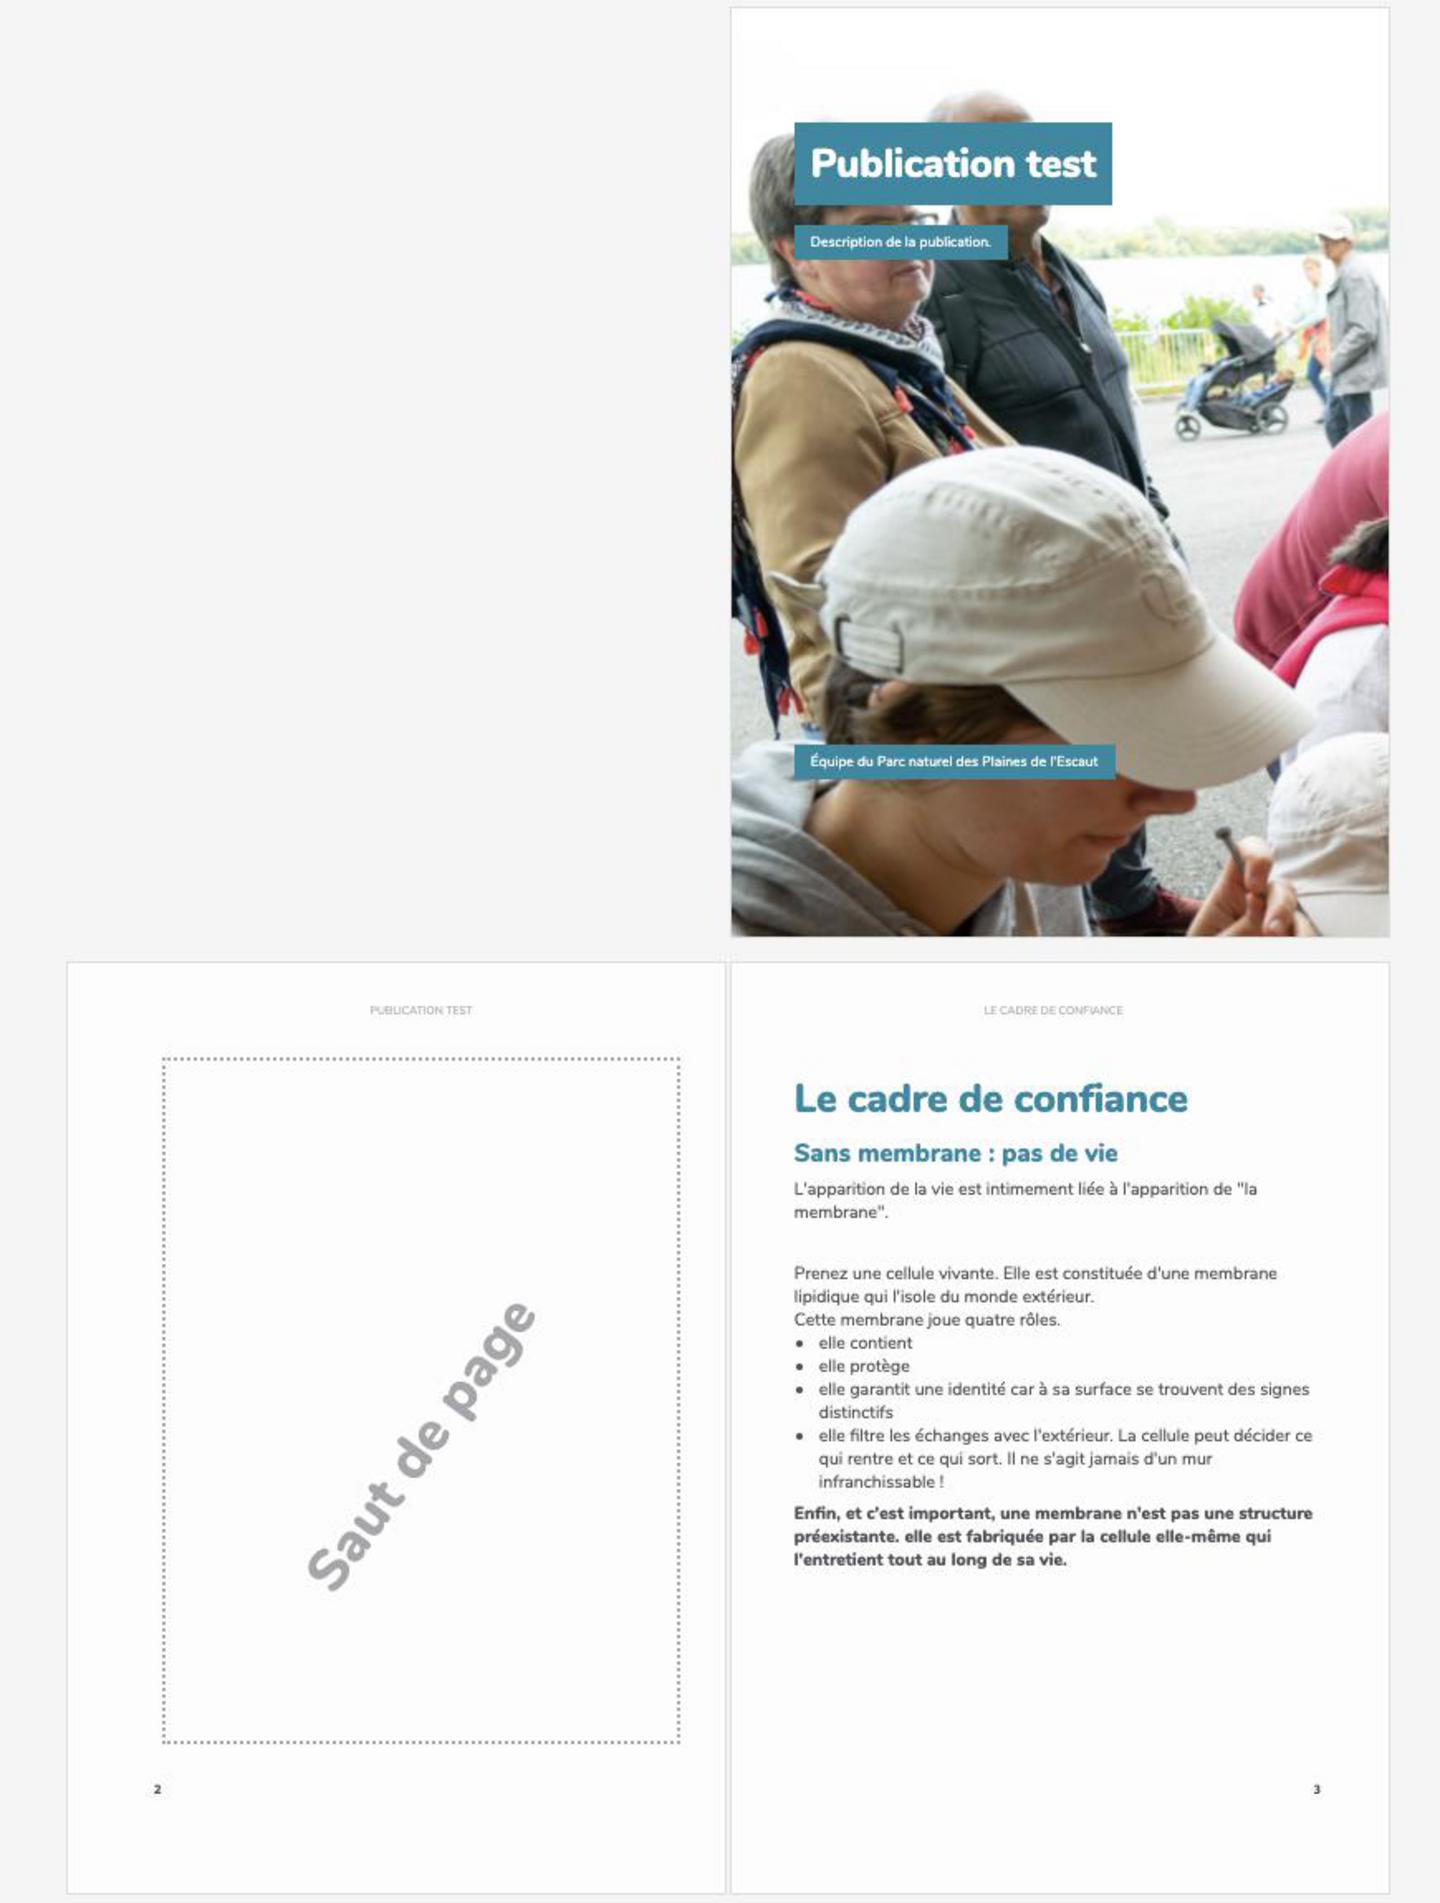 Publication test
Description de la publication.
Équipe du Parc naturel des Plaines de l'Escaut
PUBLICATION TEST
Saut de page
2
LE CADRE DE CONFIANCE
Le cadre de confiance
Sans membrane : pas de vie
L'apparition de la vie est intimement liée à l'apparition de "la
membrane".
Prenez une cellule vivante. Elle est constituée d'une membrane
lipidique qui l'isole du monde extérieur.
Cette membrane joue quatre rôles.
• elle contient
• elle protège
• elle garantit une identité car à sa surface se trouvent des signes
distinctifs
• elle filtre les échanges avec l'extérieur. La cellule peut décider ce
qui rentre et ce qui sort. Il ne s'agit jamais d'un mur
infranchissable !
Enfin, et c'est important, une membrane n'est pas une structure
préexistante. elle est fabriquée par la cellule elle-même qui
l'entretient tout au long de sa vie.
3